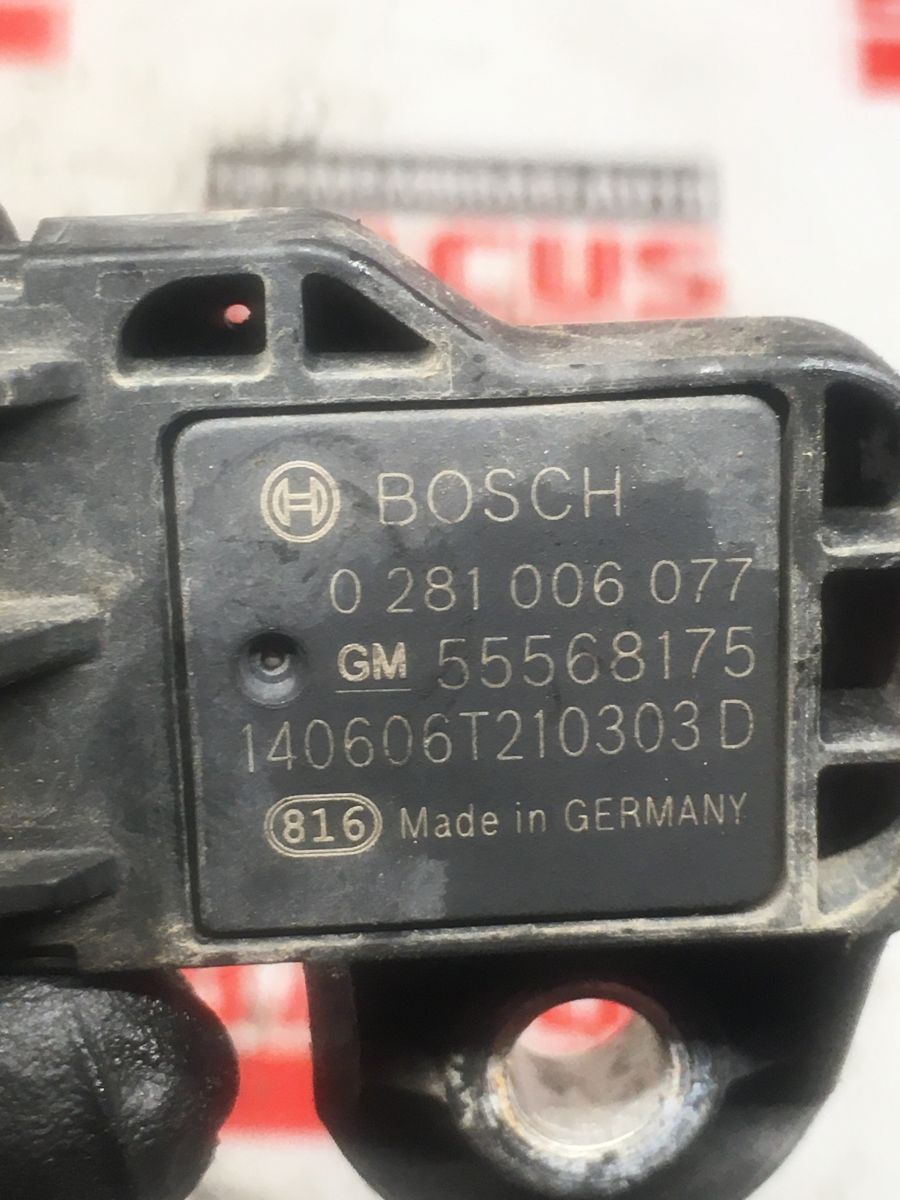 BOSCH
0 281 006 077
GM 55568175
140606T210303 D
816 Made in GERMANY